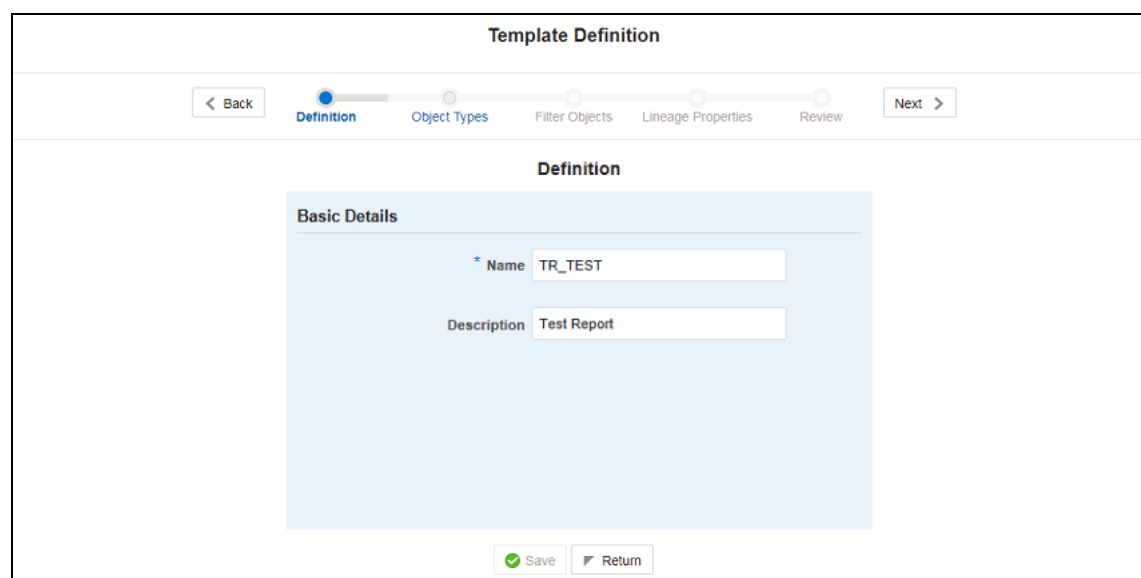 Template Definition
Back
Next
Definition
Object Types
Filter Objects
Lineage Properties
Review
Definition
Basic Details
* Name TR_TEST
Description Test Report
Save
Return